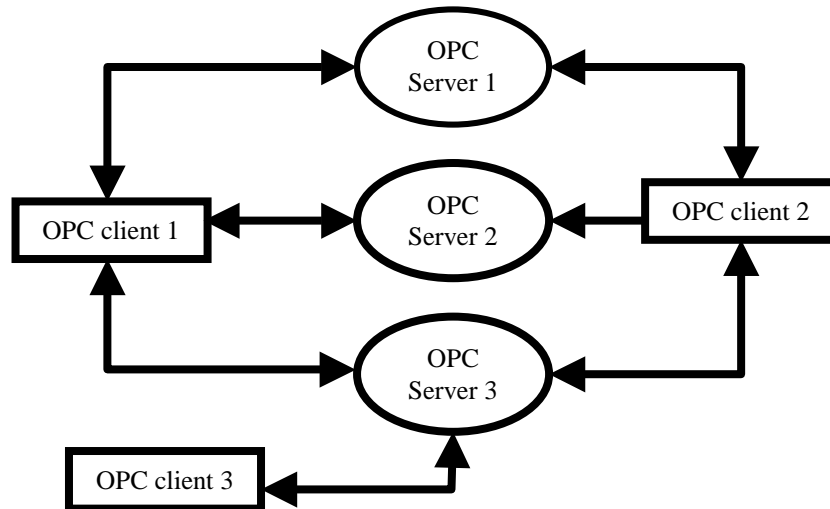 OPC
Server 1
OPC client 1
OPC
Server 2
OPC client 2
OPC
Server 3
OPC client 3